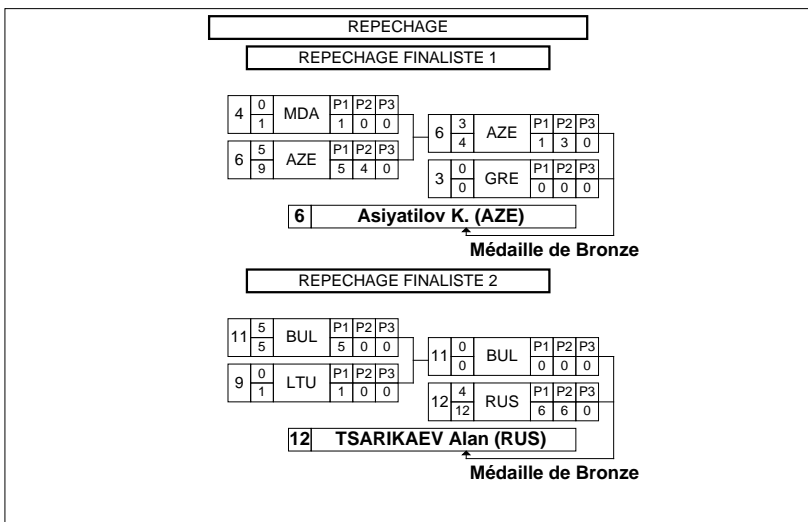 REPECHAGE
REPECHAGE FINALISTE 1
4 0 MDA P1 P2 P3
1 1 0 0
6 5 AZE P1 P2 P3
9 5 4 0
6 3 AZE P1 P2 P3
4 1 3 0
3 0 GRE P1 P2 P3
0 0 0 0
6 Asiyatilov K. (AZE)
Médaille de Bronze
REPECHAGE FINALISTE 2
11 5 BUL P1 P2 P3
5 5 0 0
9 0 LTU P1 P2 P3
1 1 0 0
11 0 BUL P1 P2 P3
0 0 0 0
12 4 RUS P1 P2 P3
12 6 6 0
12 TSARIKAEV Alan (RUS)
Médaille de Bronze